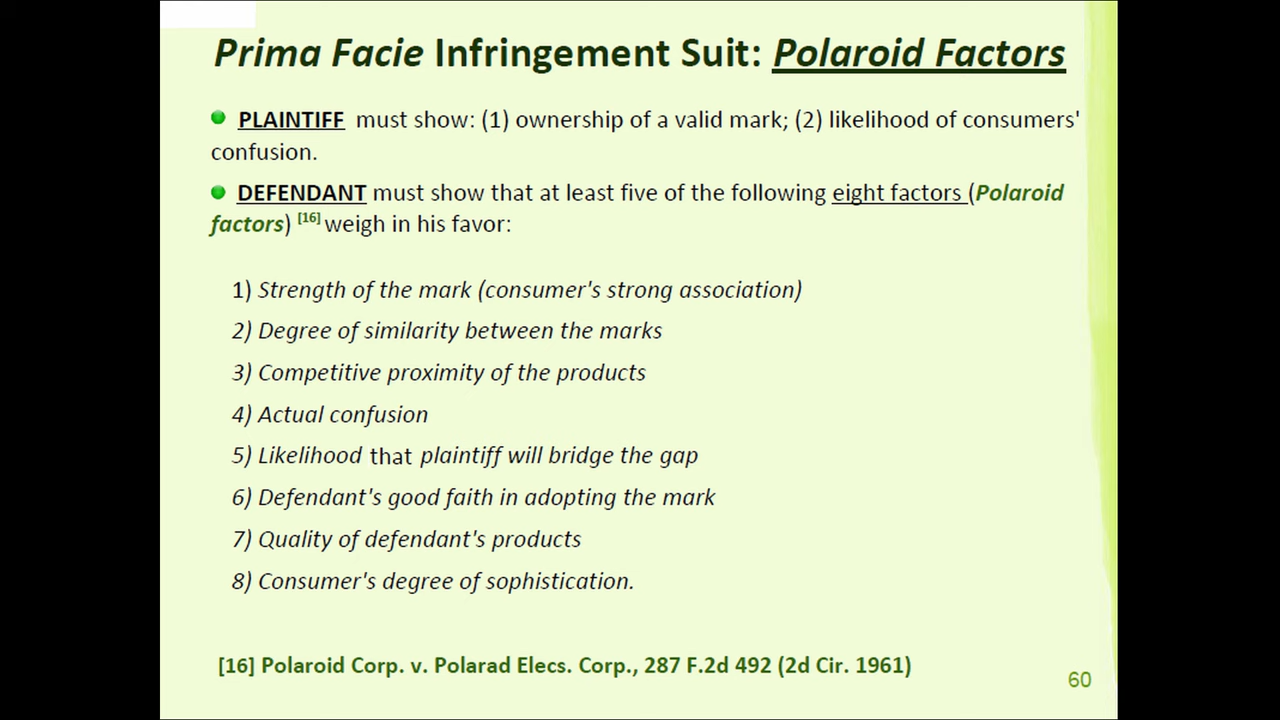 Prima Facie Infringement Suit: Polaroid Factors
PLAINTIFF must show: (1) ownership of a valid mark; (2) likelihood of consumers'
confusion.
DEFENDANT must show that at least five of the following eight factors (Polaroid
factors) [16] weigh in his favor:
1) Strength of the mark (consumer's strong association)
2) Degree of similarity between the marks
3) Competitive proximity of the products
4) Actual confusion
5) Likelihood that plaintiff will bridge the gap
6) Defendant's good faith in adopting the mark
7) Quality of defendant's products
8) Consumer's degree of sophistication.
[16] Polaroid Corp. v. Polarad Elecs. Corp., 287 F.2d 492 (2d Cir. 1961)
60